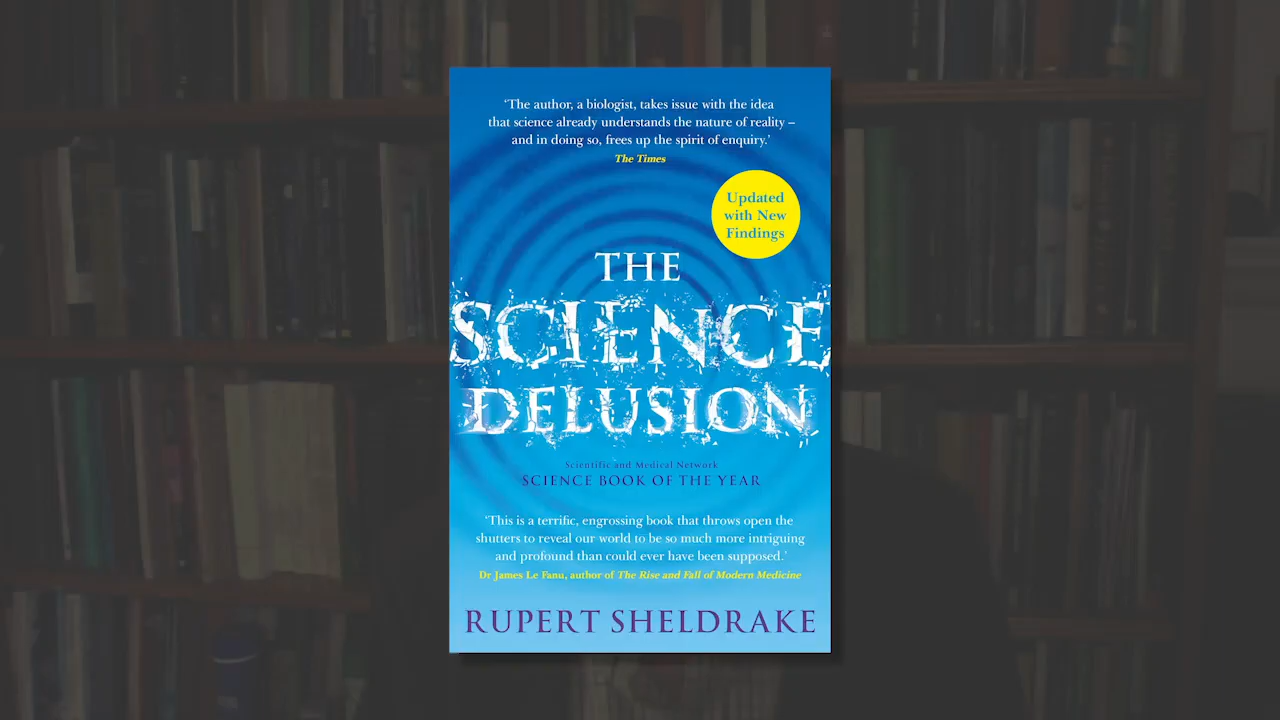 ‘The author, a biologist, takes issue with the idea
that science already understands the nature of reality –
and in doing so, frees up the spirit of enquiry.’
The Times
Updated
with New
Findings
THE
SCIENCE
DELUSION
Scientific and Medical Network
SCIENCE BOOK OF THE YEAR
‘This is a terrific, engrossing book that throws open the
shutters to reveal our world to be so much more intriguing
and profound than could ever have been supposed.’
Dr James Le Fanu, author of The Rise and Fall of Modern Medicine
RUPERT SHELDRAKE